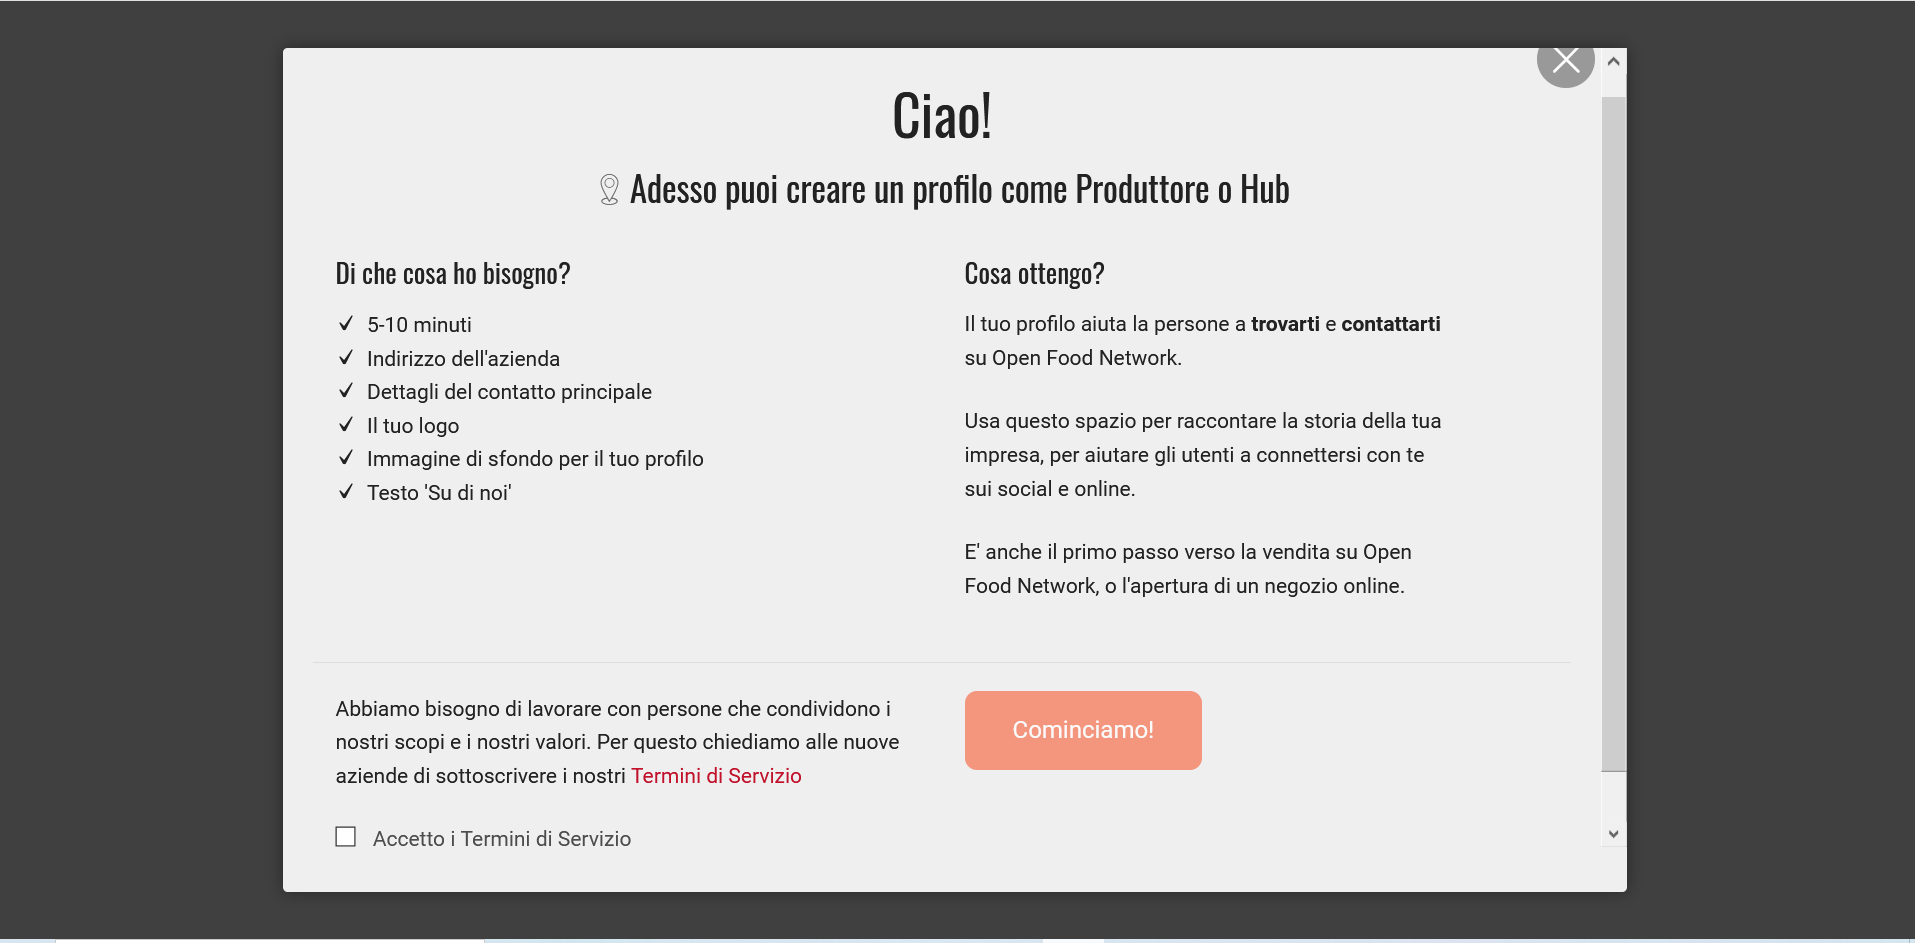 Ciao!
Adesso puoi creare un profilo come Produttore o Hub
Di che cosa ho bisogno?
5-10 minuti
Indirizzo dell'azienda
Dettagli del contatto principale
Il tuo logo
Immagine di sfondo per il tuo profilo
Testo 'Su di noi'
Cosa ottengo?
Il tuo profilo aiuta la persone a trovarti e contattarti
su Open Food Network.
Usa questo spazio per raccontare la storia della tua
impresa, per aiutare gli utenti a connettersi con te
sui social e online.
E' anche il primo passo verso la vendita su Open
Food Network, o l'apertura di un negozio online.
Abbiamo bisogno di lavorare con persone che condividono i
nostri scopi e i nostri valori. Per questo chiediamo alle nuove
aziende di sottoscrivere i nostri Termini di Servizio
Accetto i Termini di Servizio
Cominciamo!